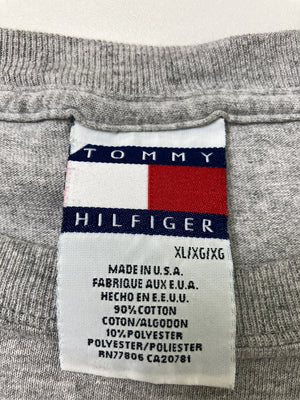 TOMMY
HILFIGER
XL/XG/XG
MADE IN U.S.A.
FABRIQUE AUX E.U.A.
HECHO EN E.E.U.U.
90% COTTON
COTON/ALGODON
10% POLYESTER
POLYESTER/POLIESTER
RN77806 CA20781